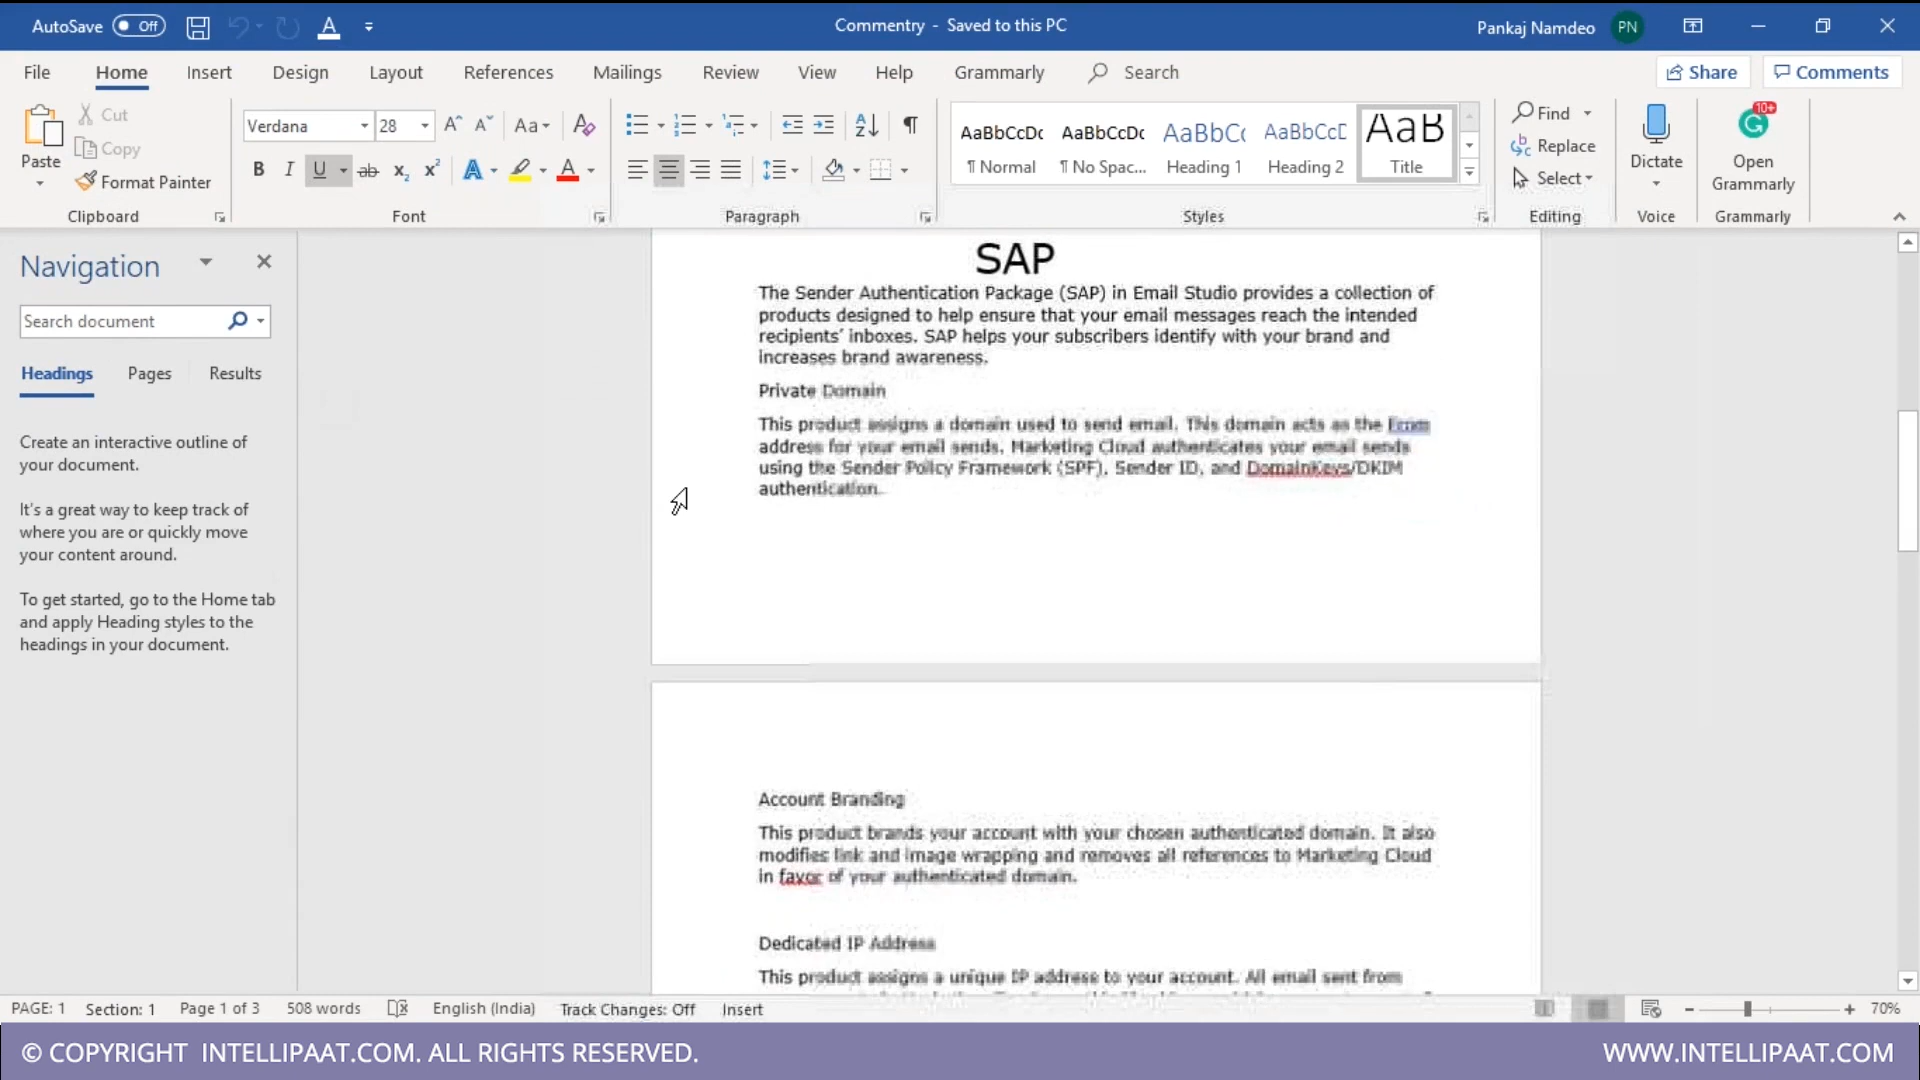 AutoSave Off A Commentry - Saved to this PC Pankaj Namdeo PN
File Home Insert Design Layout References Mailings Review View Help Grammarly Search Share Comments
Paste
Cut
Copy
Format Painter
Clipboard
Verdana 28 A A Aa A
B I U ab x₂ x² A A
Font
Paragraph
AaBbCcDc AaBbCcDc AaBbC( AaBbCcD AaB
¶ Normal ¶ No Spac... Heading 1 Heading 2 Title
Styles
Find
Replace
Select
Editing
Dictate
Voice
10+
Open
Grammarly
Grammarly
Navigation
Search document
Headings Pages Results
Create an interactive outline of
your document.
It's a great way to keep track of
where you are or quickly move
your content around.
To get started, go to the Home tab
and apply Heading styles to the
headings in your document.
SAP
The Sender Authentication Package (SAP) in Email Studio provides a collection of
products designed to help ensure that your email messages reach the intended
recipients' inboxes. SAP helps your subscribers identify with your brand and
increases brand awareness.
Private Domain
This product assigns a domain used to send email. This domain acts as the From
address for your email sends. Marketing Cloud authenticates your email sends
using the Sender Policy Framework (SPF), Sender ID, and DomainKeys/DKIM
authentication.
Account Branding
This product brands your account with your chosen authenticated domain. It also
modifies link and image wrapping and removes all references to Marketing Cloud
in favor of your authenticated domain.
Dedicated IP Address
This product assigns a unique IP address to your account. All email sent from
PAGE: 1 Section: 1 Page 1 of 3 508 words English (India) Track Changes: Off Insert 70%
© COPYRIGHT INTELLIPAAT.COM. ALL RIGHTS RESERVED. WWW.INTELLIPAAT.COM